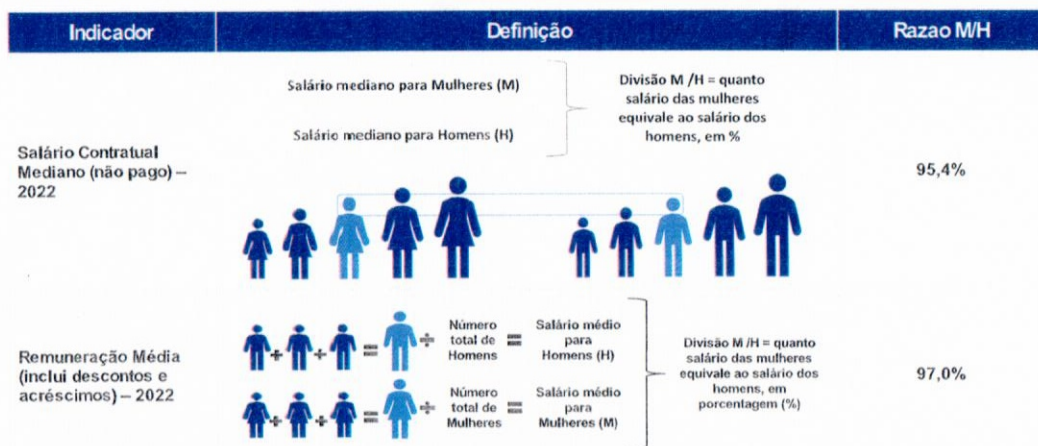 Indicador
Definição
Razao M/H
Salário Contratual
Mediano (não pago) –
2022
Salário mediano para Mulheres (M)
Salário mediano para Homens (H)
Divisão M /H = quanto
salário das mulheres
equivale ao salário dos
homens, em %
95,4%
Remuneração Média
(inclui descontos e
acréscimos) – 2022
+ + = ÷
Número
total de
Homens
=
Salário médio
para
Homens (H)
+ + = ÷
Número
total de
Mulheres
=
Salário médio
para
Mulheres (M)
Divisão M /H = quanto
salário das mulheres
equivale ao salário dos
homens, em
porcentagem (%)
97,0%